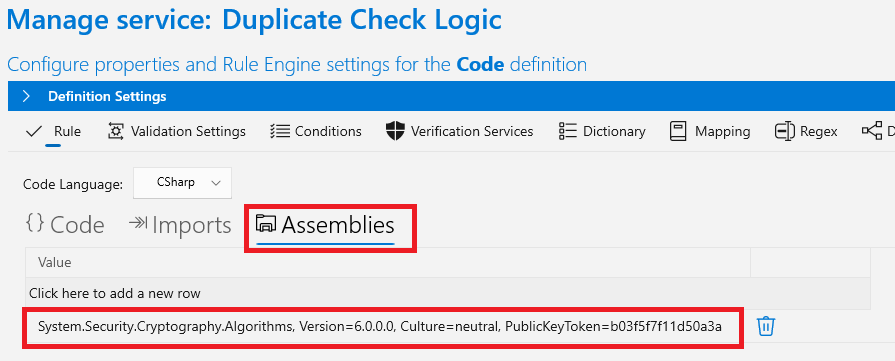 Manage service: Duplicate Check Logic
Configure properties and Rule Engine settings for the Code definition
Definition Settings
Rule Validation Settings Conditions Verification Services Dictionary Mapping Regex D
Code Language: CSharp
{} Code Imports Assemblies
Value
Click here to add a new row
System.Security.Cryptography.Algorithms, Version=6.0.0.0, Culture=neutral, PublicKeyToken=b03f5f7f11d50a3a